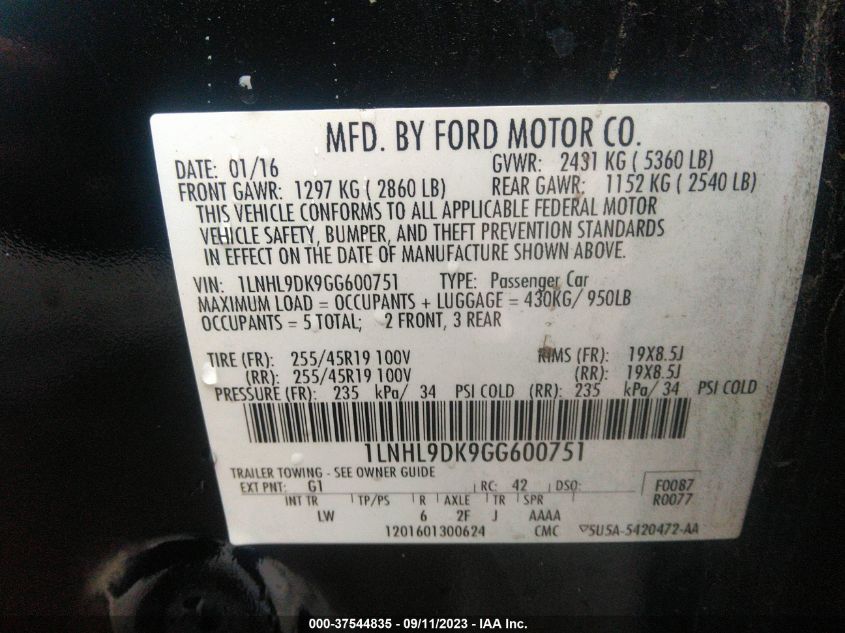 MFD. BY FORD MOTOR CO.
DATE: 01/16 GVWR: 2431 KG ( 5360 LB)
FRONT GAWR: 1297 KG ( 2860 LB) REAR GAWR: 1152 KG ( 2540 LB)
THIS VEHICLE CONFORMS TO ALL APPLICABLE FEDERAL MOTOR
VEHICLE SAFETY, BUMPER, AND THEFT PREVENTION STANDARDS
IN EFFECT ON THE DATE OF MANUFACTURE SHOWN ABOVE.
VIN: 1LNHL9DK9GG600751 TYPE: Passenger Car
MAXIMUM LOAD = OCCUPANTS + LUGGAGE = 430KG/ 950LB
OCCUPANTS = 5 TOTAL; 2 FRONT, 3 REAR
TIRE (FR): 255/45R19 100V RIMS (FR): 19X8.5J
(RR): 255/45R19 100V (RR): 19X8.5J
PRESSURE (FR): 235 kPa/ 34 PSI COLD (RR): 235 kPa/ 34 PSI COLD
1LNHL9DK9GG600751
TRAILER TOWING - SEE OWNER GUIDE
EXT PNT: G1 RC: 42 DSO: F0087
R0077
INT TR TP/PS R AXLE TR SPR
LW 6 2F J AAAA
1201601300624 CMC 5U5A-5420472-AA
000-37544835 - 09/11/2023 - IAA Inc.